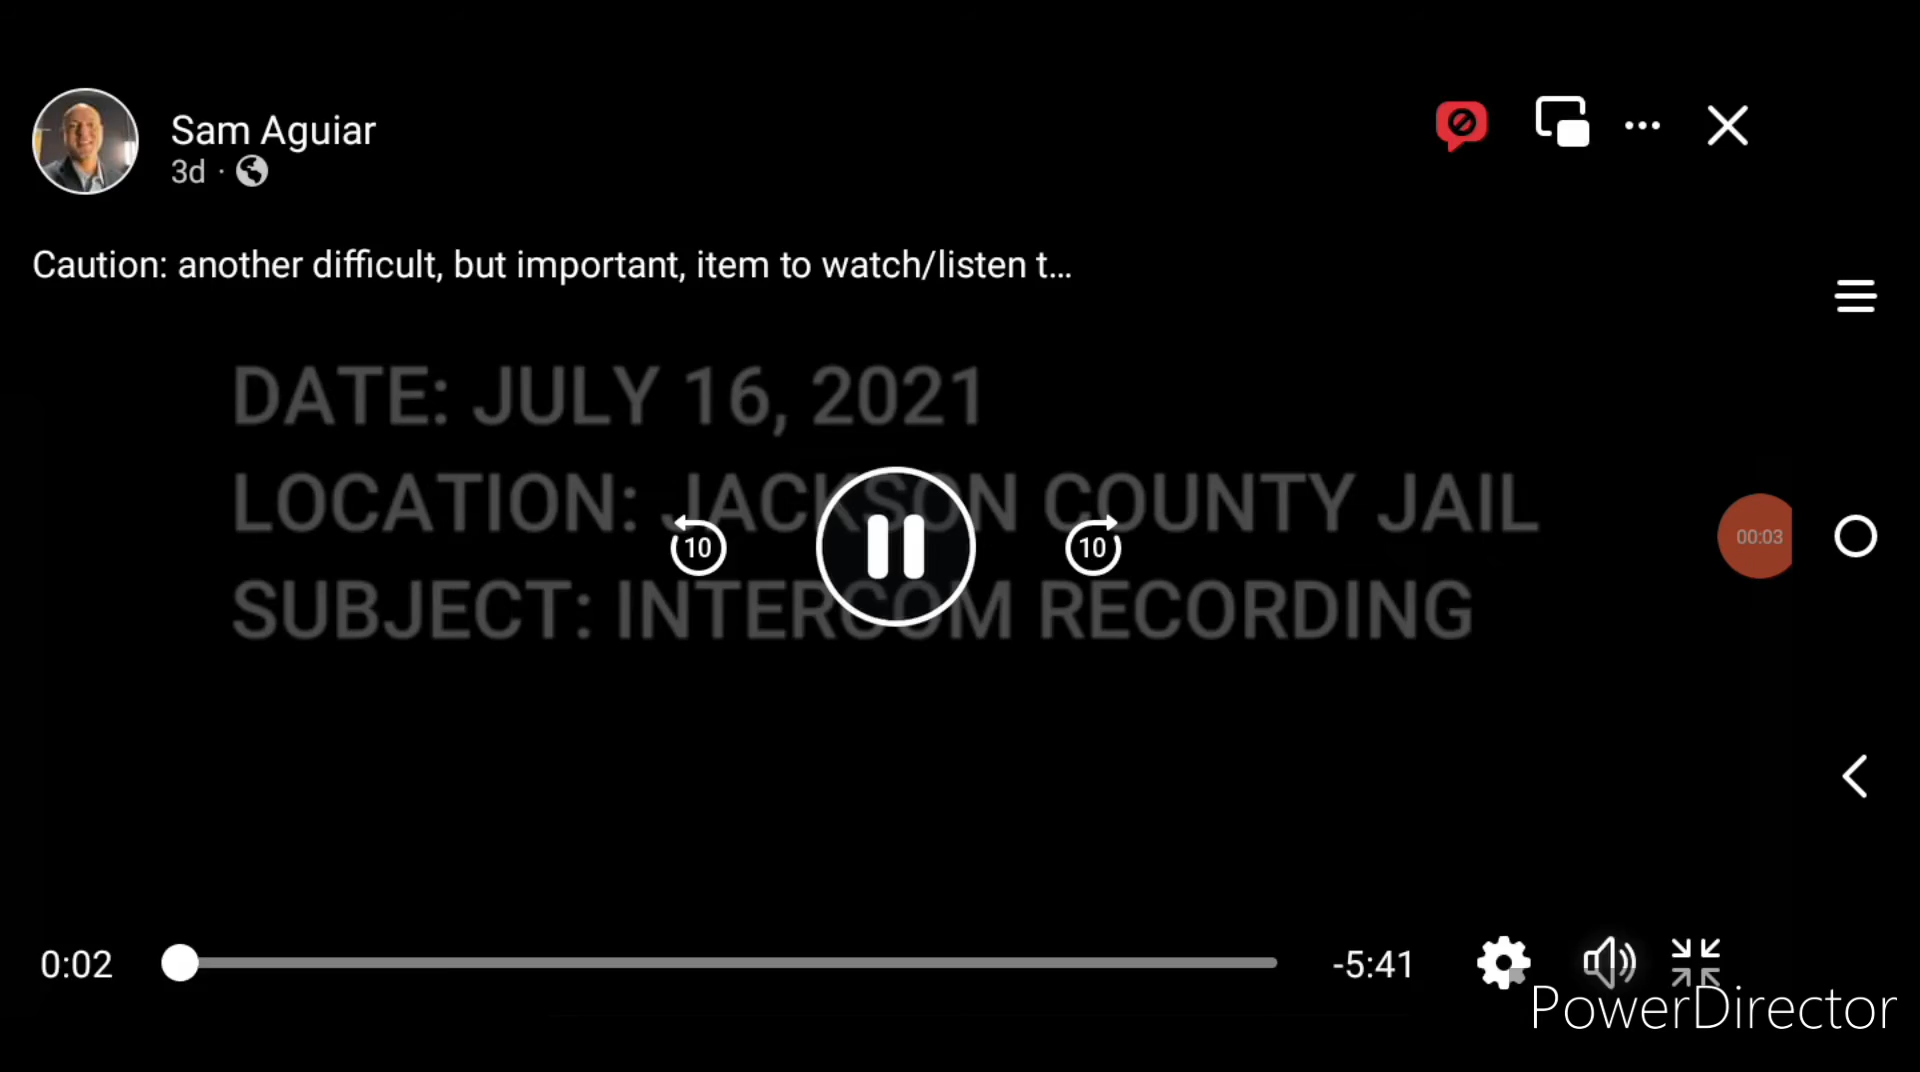 Sam Aguiar
3d ·
Caution: another difficult, but important, item to watch/listen t...
DATE: JULY 16, 2021
LOCATION: JACKSON COUNTY JAIL
SUBJECT: INTERCOM RECORDING
10
10
00:03
0:02
-5:41
PowerDirector